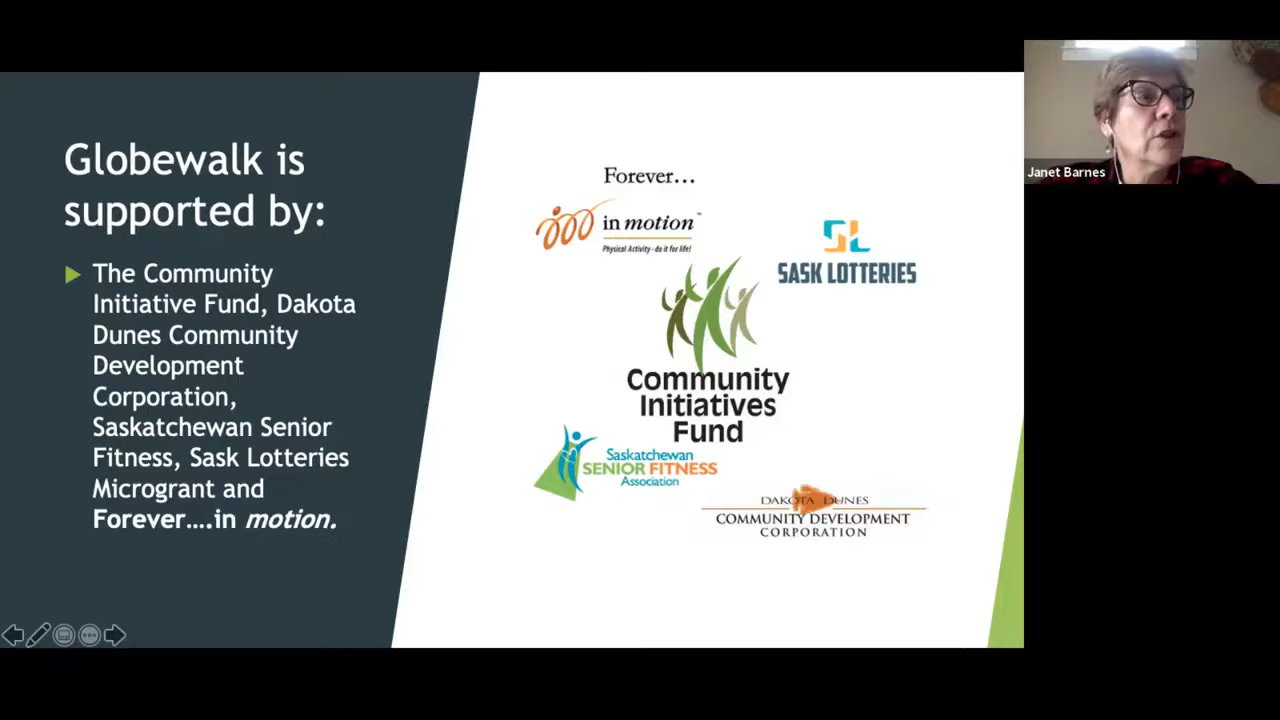 Globewalk is
supported by:
The Community
Initiative Fund, Dakota
Dunes Community
Development
Corporation,
Saskatchewan Senior
Fitness, Sask Lotteries
Microgrant and
Forever….in motion.
Forever…
in motion™
Physical Activity - do it for life!
SL
SASK LOTTERIES
Community
Initiatives
Fund
Saskatchewan
SENIOR FITNESS
Association
DAKOTA DUNES
COMMUNITY DEVELOPMENT
CORPORATION
Janet Barnes